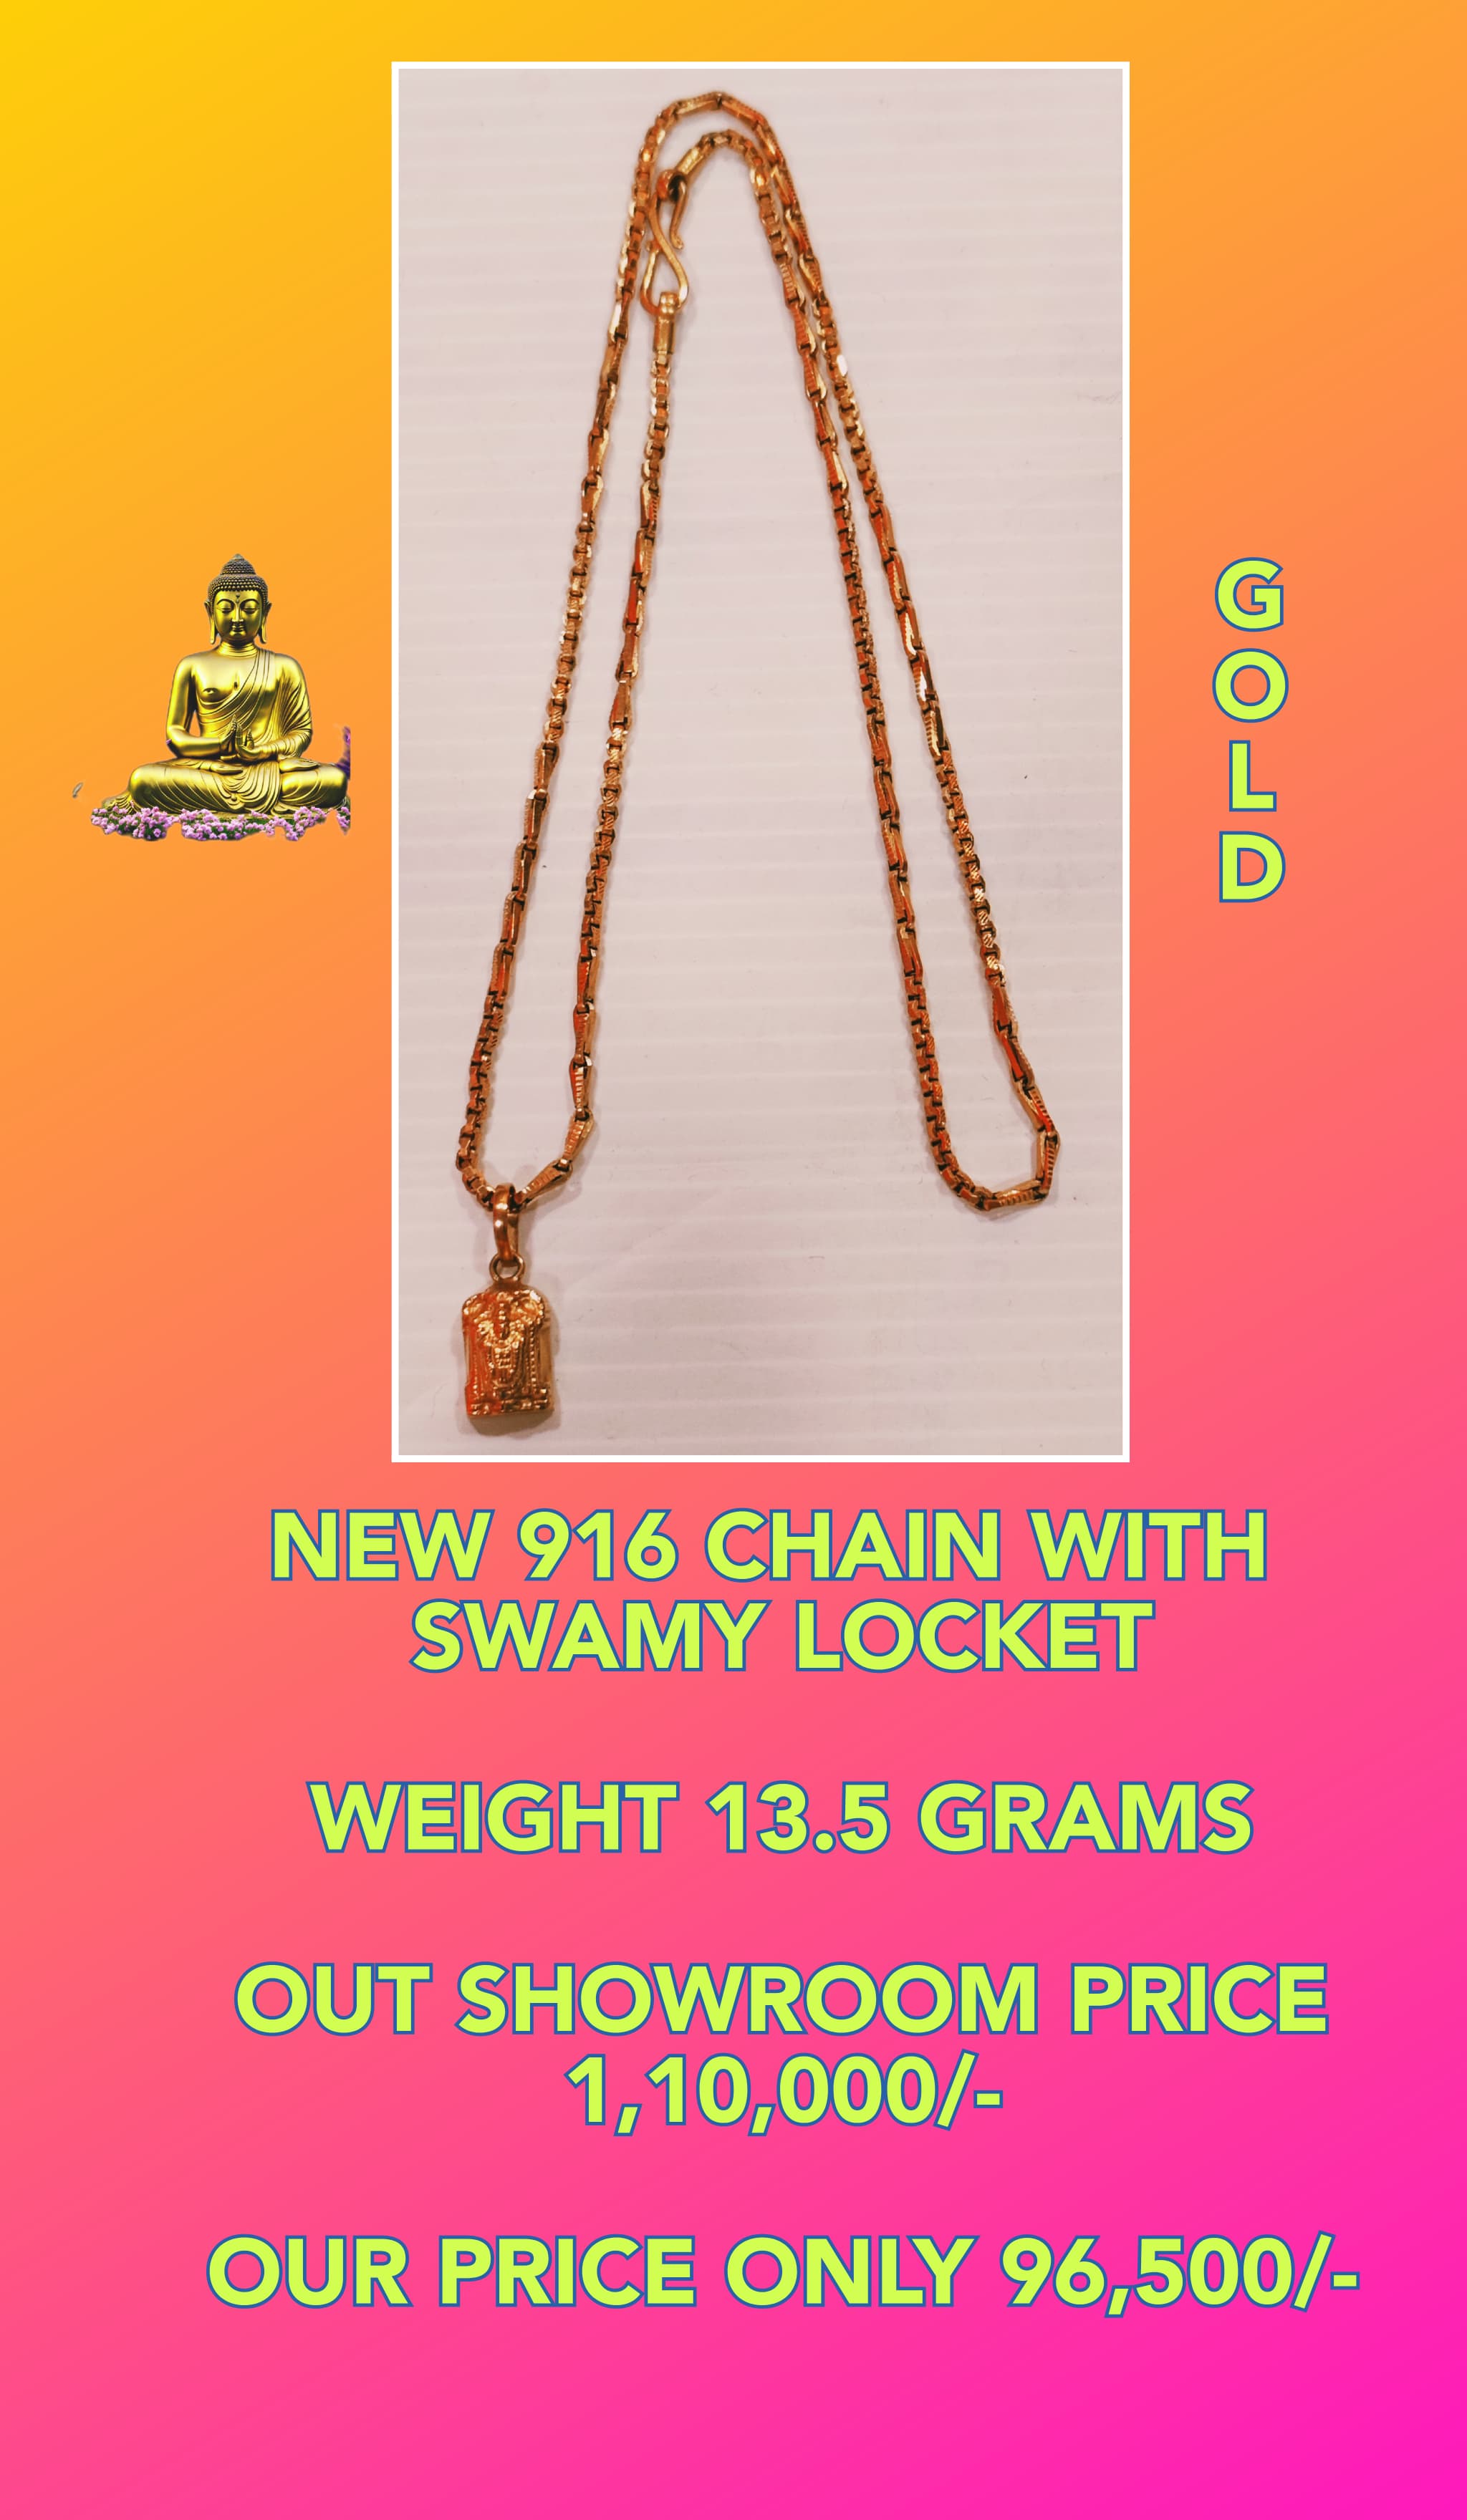 G
O
L
D
NEW 916 CHAIN WITH
SWAMY LOCKET
WEIGHT 13.5 GRAMS
OUT SHOWROOM PRICE
1,10,000/-
OUR PRICE ONLY 96,500/-